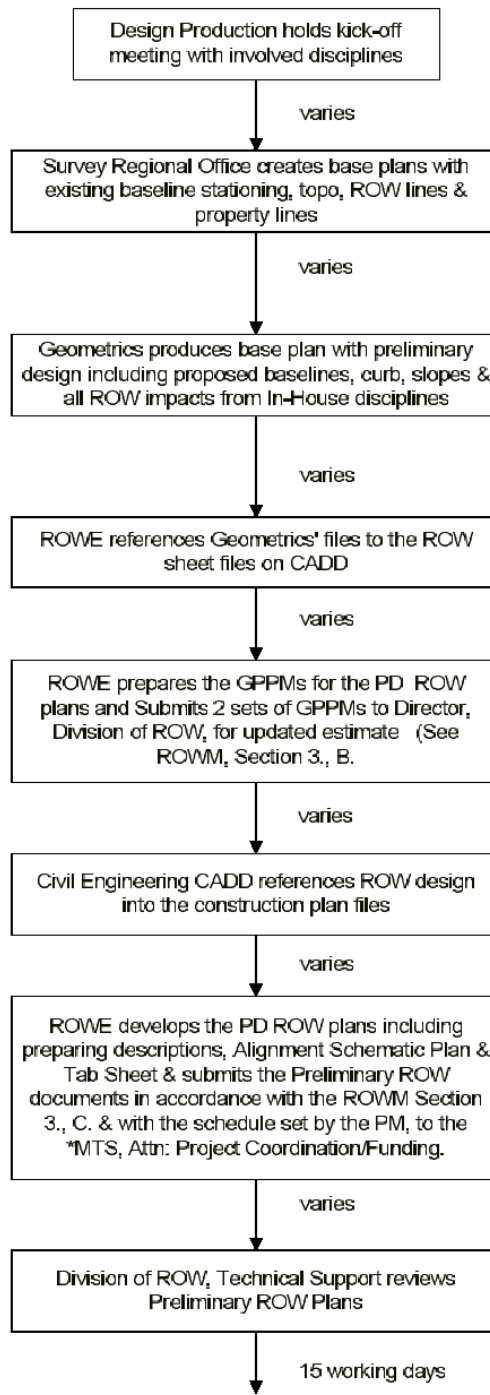 Design Production holds kick-off
meeting with involved disciplines
varies
Survey Regional Office creates base plans with
existing baseline stationing, topo, ROW lines &
property lines
varies
Geometrics produces base plan with preliminary
design including proposed baselines, curb, slopes &
all ROW impacts from In-House disciplines
varies
ROWE references Geometrics' files to the ROW
sheet files on CADD
varies
ROWE prepares the GPPMs for the PD ROW
plans and Submits 2 sets of GPPMs to Director,
Division of ROW, for updated estimate (See
ROWM, Section 3., B.
varies
Civil Engineering CADD references ROW design
into the construction plan files
varies
ROWE develops the PD ROW plans including
preparing descriptions, Alignment Schematic Plan &
Tab Sheet & submits the Preliminary ROW
documents in accordance with the ROWM Section
3., C. & with the schedule set by the PM, to the
*MTS, Attn: Project Coordination/Funding.
varies
Division of ROW, Technical Support reviews
Preliminary ROW Plans
15 working days